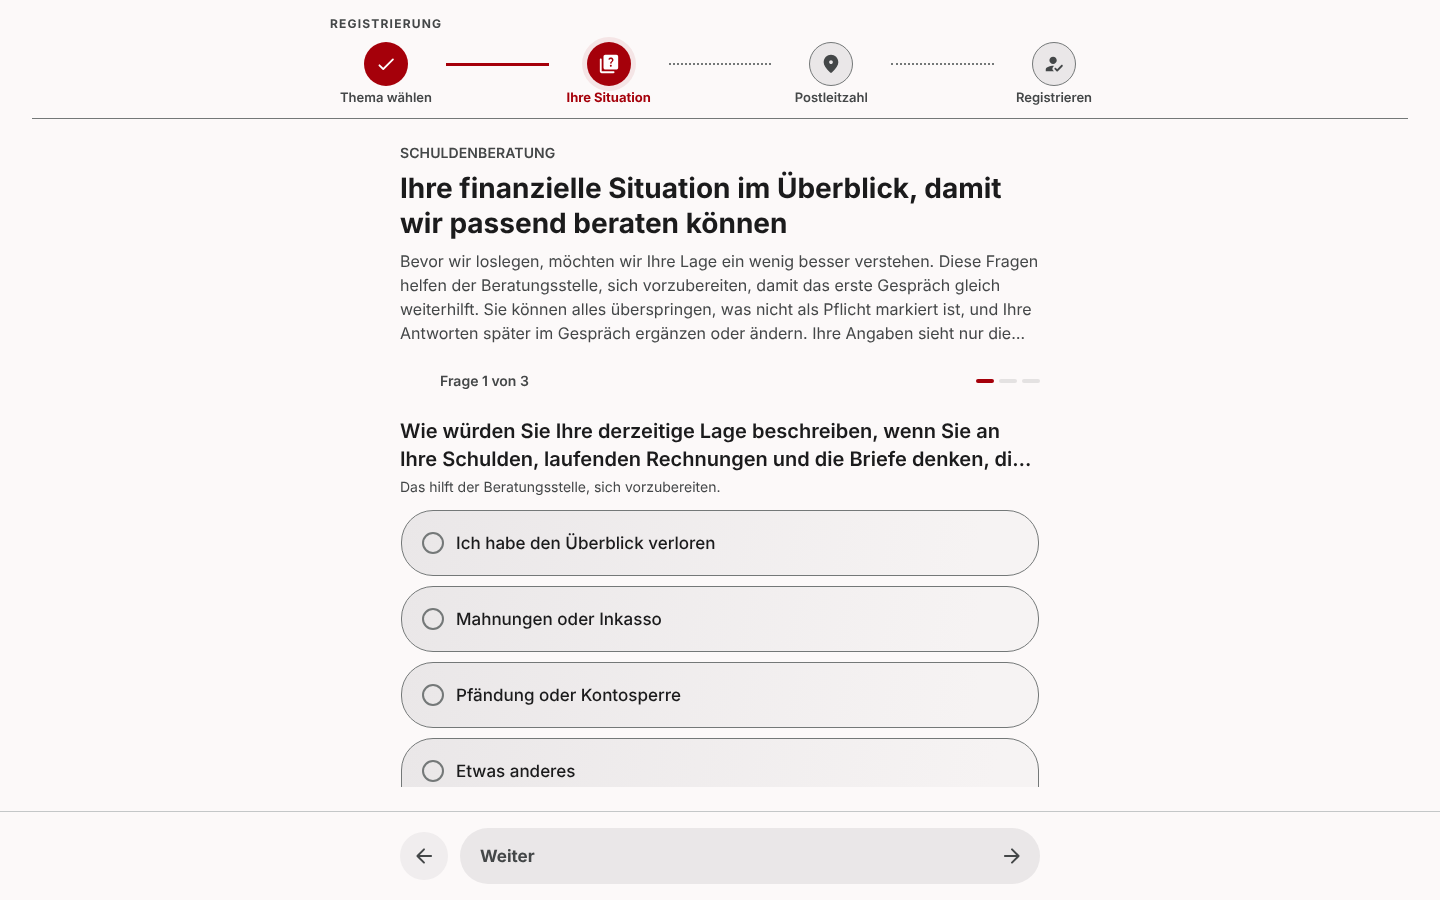 REGISTRIERUNG
Thema wählen
Ihre Situation
Postleitzahl
Registrieren
SCHULDENBERATUNG
Ihre finanzielle Situation im Überblick, damit
wir passend beraten können
Bevor wir loslegen, möchten wir Ihre Lage ein wenig besser verstehen. Diese Fragen
helfen der Beratungsstelle, sich vorzubereiten, damit das erste Gespräch gleich
weiterhilft. Sie können alles überspringen, was nicht als Pflicht markiert ist, und Ihre
Antworten später im Gespräch ergänzen oder ändern. Ihre Angaben sieht nur die…
Frage 1 von 3
Wie würden Sie Ihre derzeitige Lage beschreiben, wenn Sie an
Ihre Schulden, laufenden Rechnungen und die Briefe denken, di…
Das hilft der Beratungsstelle, sich vorzubereiten.
Ich habe den Überblick verloren
Mahnungen oder Inkasso
Pfändung oder Kontosperre
Etwas anderes
Weiter